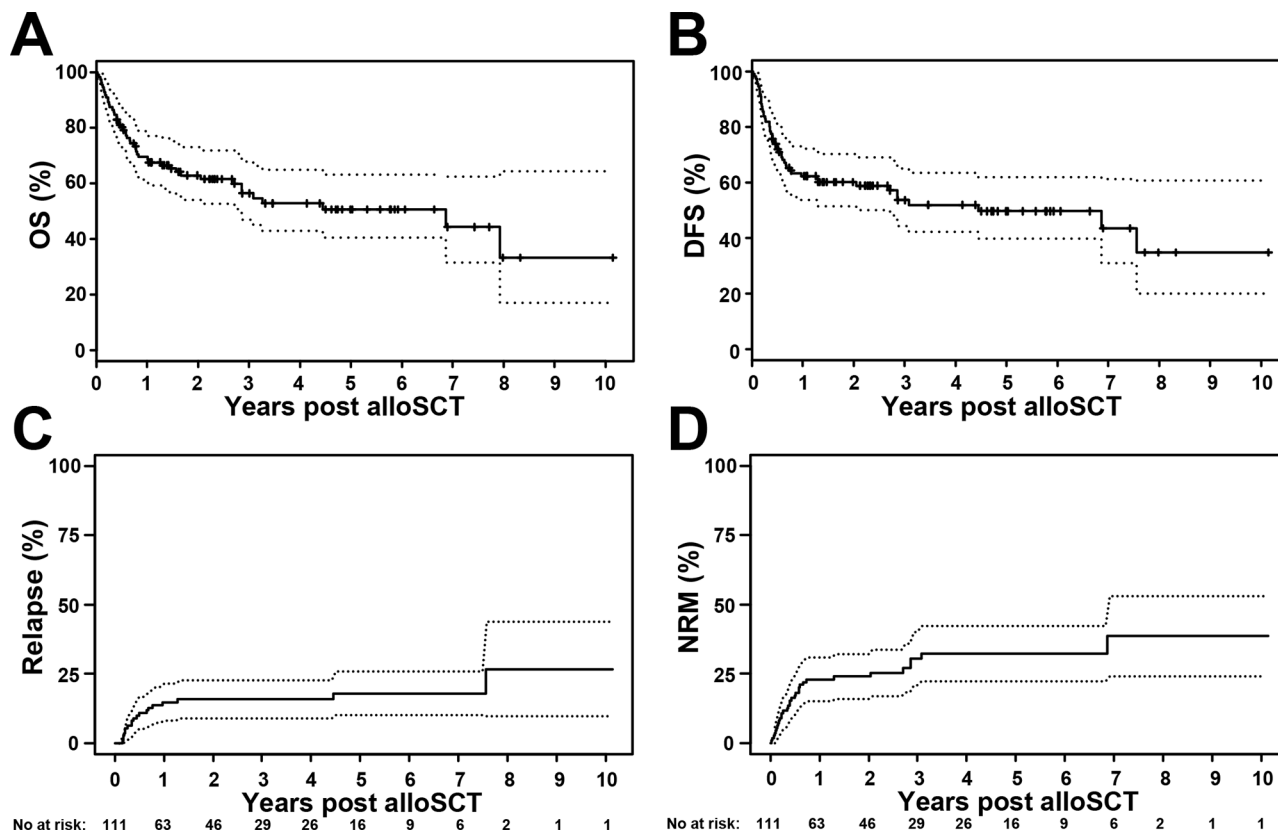 A
B
100
80
60
40
20
0
OS (%)
0 1 2 3 4 5 6 7 8 9 10
Years post alloSCT
100
80
60
40
20
0
DFS (%)
0 1 2 3 4 5 6 7 8 9 10
Years post alloSCT
C
D
100
75
50
25
0
Relapse (%)
0 1 2 3 4 5 6 7 8 9 10
Years post alloSCT
No at risk: 111 63 46 29 26 16 9 6 2 1 1
100
75
50
25
0
NRM (%)
0 1 2 3 4 5 6 7 8 9 10
Years post alloSCT
No at risk: 111 63 46 29 26 16 9 6 2 1 1